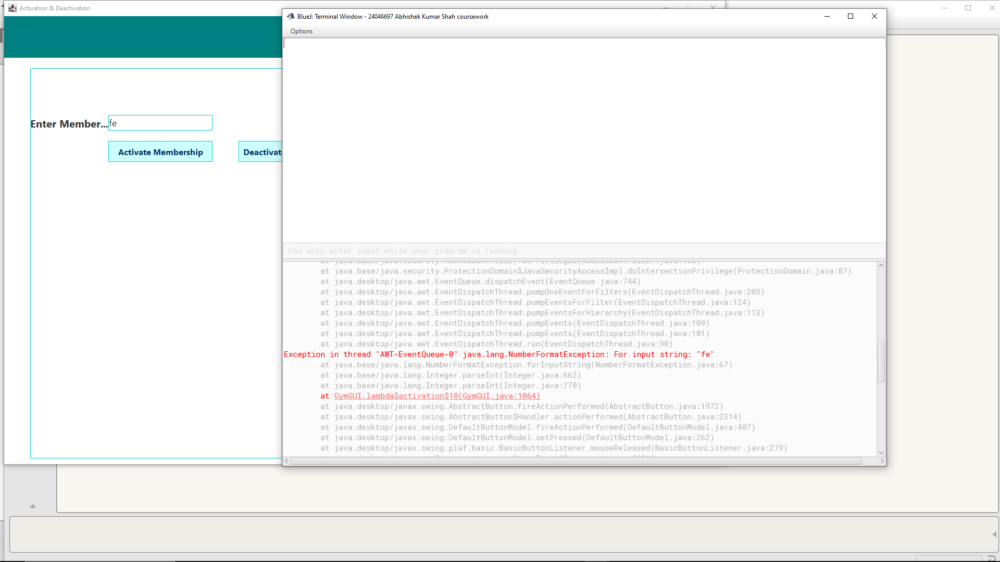 Activation & Deactivation
Enter Member...
fe
Activate Membership
Deactivat
BlueJ: Terminal Window - 24046697 Abhishek Kumar Shah coursework
Options
Can only enter input while your program is running
at java.base/java.security.ProtectionDomain$JavaSecurityAccessImpl.doIntersectionPrivilege(ProtectionDomain.java:87)
at java.desktop/java.awt.EventQueue.dispatchEvent(EventQueue.java:744)
at java.desktop/java.awt.EventDispatchThread.pumpOneEventForFilters(EventDispatchThread.java:203)
at java.desktop/java.awt.EventDispatchThread.pumpEventsForFilter(EventDispatchThread.java:124)
at java.desktop/java.awt.EventDispatchThread.pumpEventsForHierarchy(EventDispatchThread.java:113)
at java.desktop/java.awt.EventDispatchThread.pumpEvents(EventDispatchThread.java:109)
at java.desktop/java.awt.EventDispatchThread.pumpEvents(EventDispatchThread.java:101)
at java.desktop/java.awt.EventDispatchThread.run(EventDispatchThread.java:90)
Exception in thread "AWT-EventQueue-0" java.lang.NumberFormatException: For input string: "fe"
at java.base/java.lang.NumberFormatException.forInputString(NumberFormatException.java:67)
at java.base/java.lang.Integer.parseInt(Integer.java:662)
at java.base/java.lang.Integer.parseInt(Integer.java:778)
at GymGUI.lambda$activation$18(GymGUI.java:1064)
at java.desktop/javax.swing.AbstractButton.fireActionPerformed(AbstractButton.java:1972)
at java.desktop/javax.swing.AbstractButton$Handler.actionPerformed(AbstractButton.java:2314)
at java.desktop/javax.swing.DefaultButtonModel.fireActionPerformed(DefaultButtonModel.java:407)
at java.desktop/javax.swing.DefaultButtonModel.setPressed(DefaultButtonModel.java:262)
at java.desktop/javax.swing.plaf.basic.BasicButtonListener.mouseReleased(BasicButtonListener.java:279)